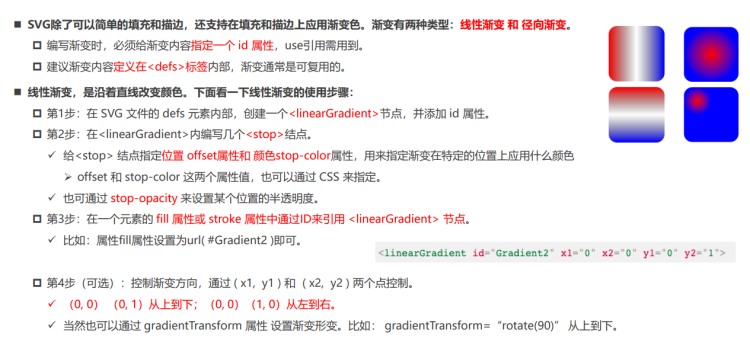 SVG除了可以简单的填充和描边，还支持在填充和描边上应用渐变色。渐变有两种类型：线性渐变 和 径向渐变。
编写渐变时，必须给渐变内容指定一个 id 属性，use引用需用到。
建议渐变内容定义在<defs>标签内部，渐变通常是可复用的。
线性渐变，是沿着直线改变颜色。下面看一下线性渐变的使用步骤：
第1步：在 SVG 文件的 defs 元素内部，创建一个<linearGradient>节点，并添加 id 属性。
第2步：在<linearGradient>内编写几个<stop>结点。
给<stop> 结点指定位置 offset属性和 颜色stop-color属性，用来指定渐变在特定的位置上应用什么颜色
offset 和 stop-color 这两个属性值，也可以通过 CSS 来指定。
也可通过 stop-opacity 来设置某个位置的半透明度。
第3步：在一个元素的 fill 属性或 stroke 属性中通过ID来引用 <linearGradient> 节点。
比如：属性fill属性设置为url( #Gradient2 )即可。
<linearGradient id="Gradient2" x1="0" x2="0" y1="0" y2="1">
第4步（可选）：控制渐变方向，通过 ( x1, y1 ) 和 ( x2, y2 ) 两个点控制。
（0, 0） （0, 1）从上到下；（0, 0）（1, 0）从左到右。
当然也可以通过 gradientTransform 属性 设置渐变形变。比如： gradientTransform=“rotate(90)” 从上到下。